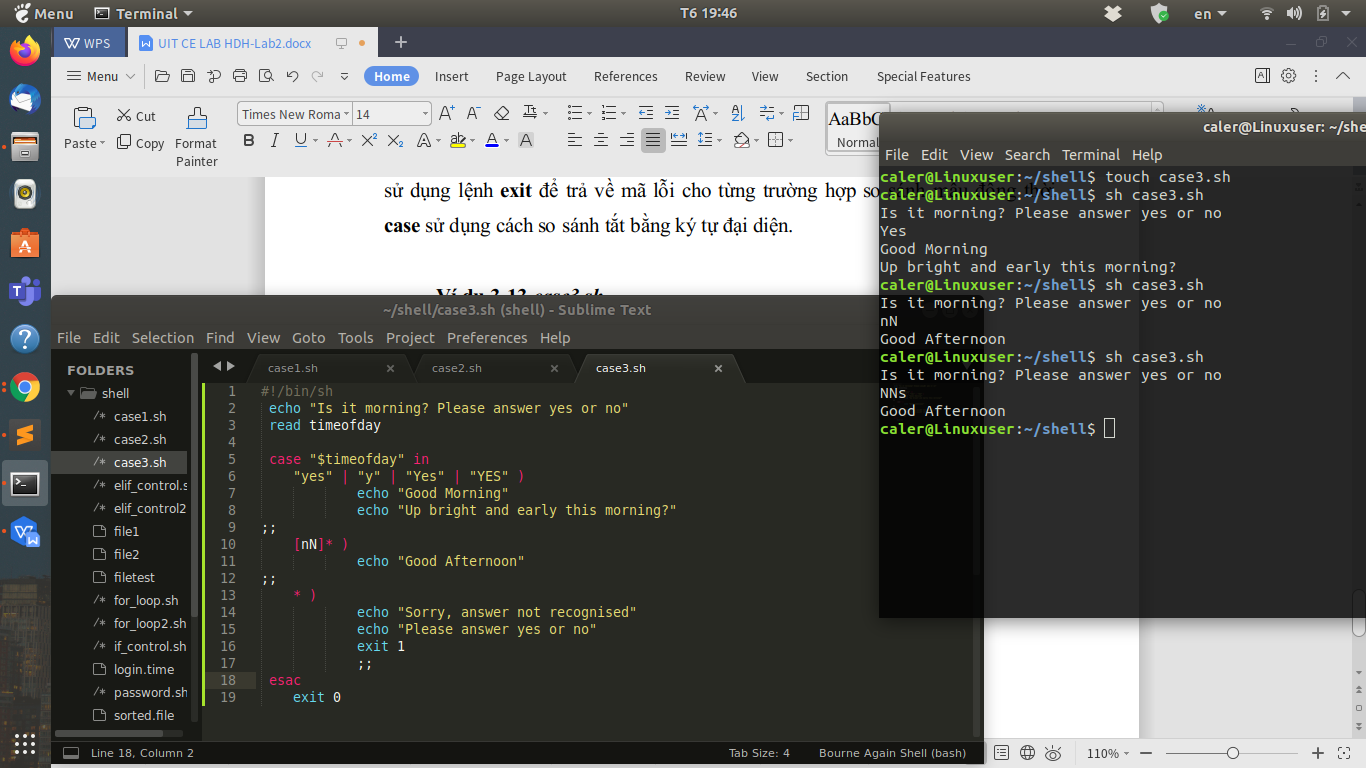 Menu Terminal T6 19:46 en
WPS UIT CE LAB HDH-Lab2.docx
Menu Home Insert Page Layout References Review View Section Special Features
Paste Cut Copy Format Painter Times New Roma 14 AaBbC Normal
sử dụng lệnh exit để trả về mã lỗi cho từng trường hợp so
case sử dụng cách so sánh tắt bằng ký tự đại diện.
Ví dụ 2-13 case3.sh
~/shell/case3.sh (shell) - Sublime Text
File Edit Selection Find View Goto Tools Project Preferences Help
FOLDERS
shell
/* case1.sh
/* case2.sh
/* case3.sh
/* elif_control.s
/* elif_control2
file1
file2
filetest
/* for_loop.sh
/* for_loop2.sh
/* if_control.sh
login.time
/* password.sh
sorted.file
case1.sh × case2.sh × case3.sh ×
1 #!/bin/sh
2 echo "Is it morning? Please answer yes or no"
3 read timeofday
4
5 case "$timeofday" in
6 "yes" | "y" | "Yes" | "YES" )
7 echo "Good Morning"
8 echo "Up bright and early this morning?"
9 ;;
10 [nN]* )
11 echo "Good Afternoon"
12 ;;
13 * )
14 echo "Sorry, answer not recognised"
15 echo "Please answer yes or no"
16 exit 1
17 ;;
18 esac
19 exit 0
Line 18, Column 2 Tab Size: 4 Bourne Again Shell (bash)
caler@Linuxuser: ~/she
File Edit View Search Terminal Help
caler@Linuxuser:~/shell$ touch case3.sh
caler@Linuxuser:~/shell$ sh case3.sh
Is it morning? Please answer yes or no
Yes
Good Morning
Up bright and early this morning?
caler@Linuxuser:~/shell$ sh case3.sh
Is it morning? Please answer yes or no
nN
Good Afternoon
caler@Linuxuser:~/shell$ sh case3.sh
Is it morning? Please answer yes or no
NNs
Good Afternoon
caler@Linuxuser:~/shell$
110%